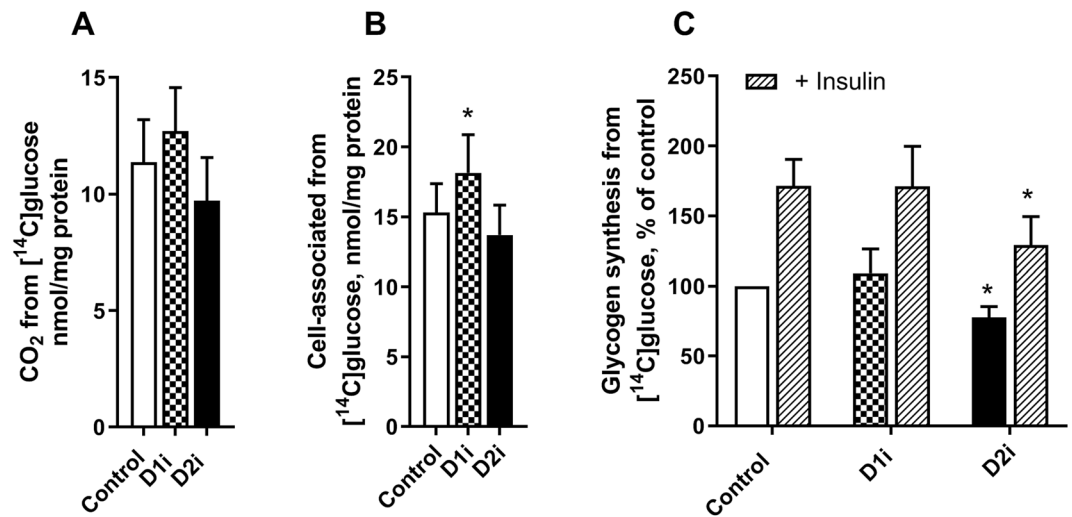 A
CO₂ from [¹⁴C]glucose
nmol/mg protein
15
10
5
0
Control
D1i
D2i
B
Cell-associated from
[¹⁴C]glucose, nmol/mg protein
25
20
15
10
5
0
*
Control
D1i
D2i
C
Glycogen synthesis from
[¹⁴C]glucose, % of control
250
200
150
100
50
0
+ Insulin
*
*
Control
D1i
D2i